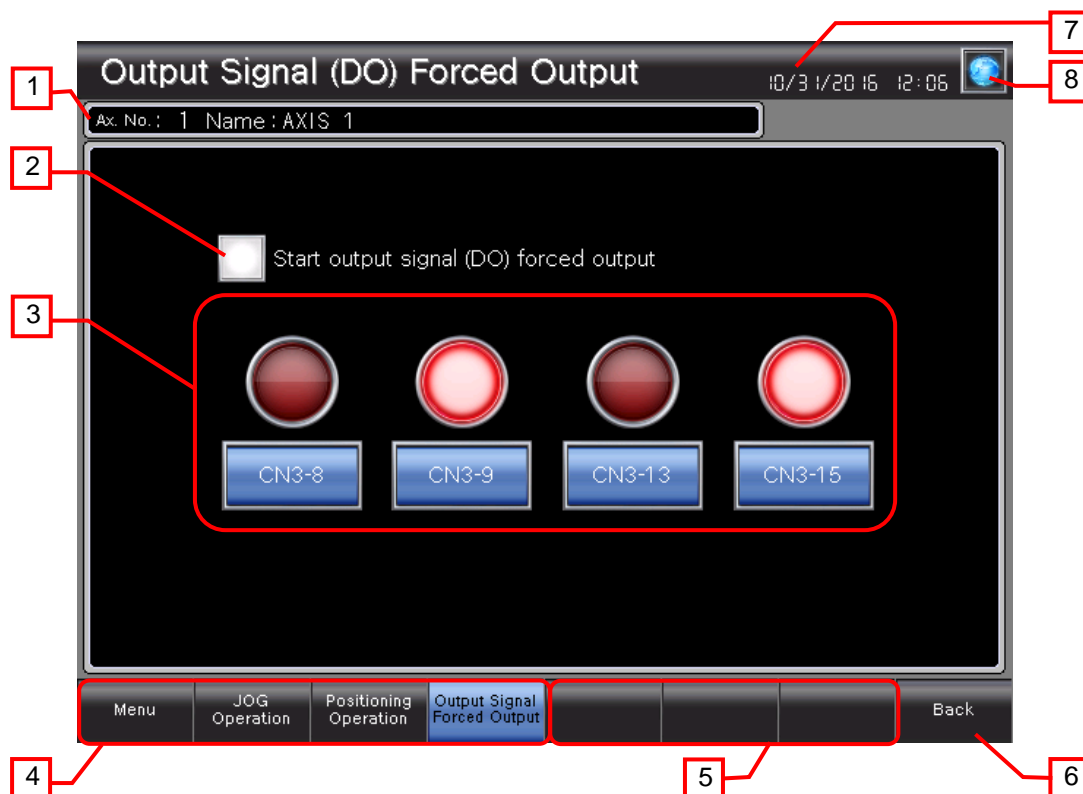 7
Output Signal (DO) Forced Output
10/31/2016 12:06
8
1
Ax. No.: 1 Name:AXIS 1
2
Start output signal (DO) forced output
3
CN3-8 CN3-9 CN3-13 CN3-15
Menu
JOG
Operation
Positioning
Operation
Output Signal
Forced Output
Back
4
5
6